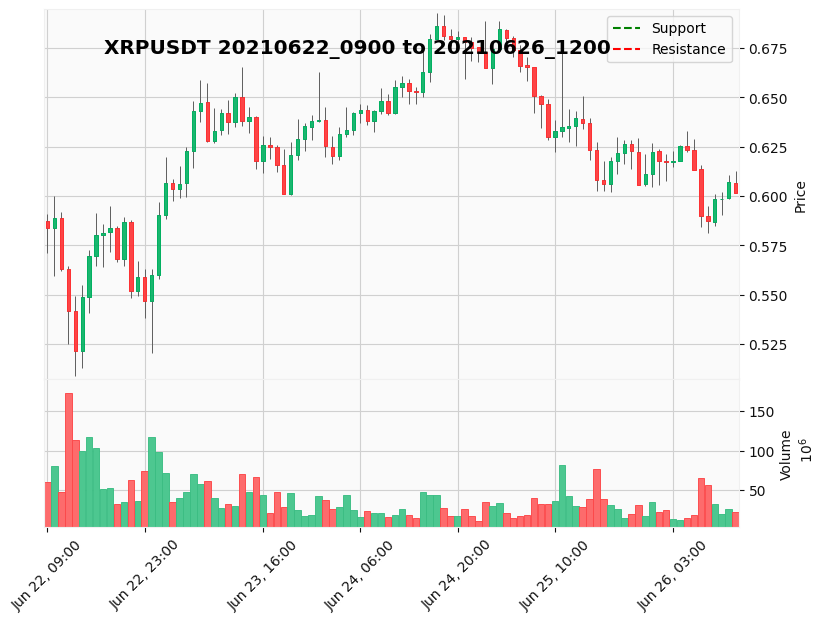 XRPUSDT 20210622_0900 to 20210626_1200
Support
Resistance
0.675
0.650
0.625
0.600
0.575
0.550
0.525
Price
150
100
50
Volume
10^6
Jun 22, 09:00
Jun 22, 23:00
Jun 23, 16:00
Jun 24, 06:00
Jun 24, 20:00
Jun 25, 10:00
Jun 26, 03:00